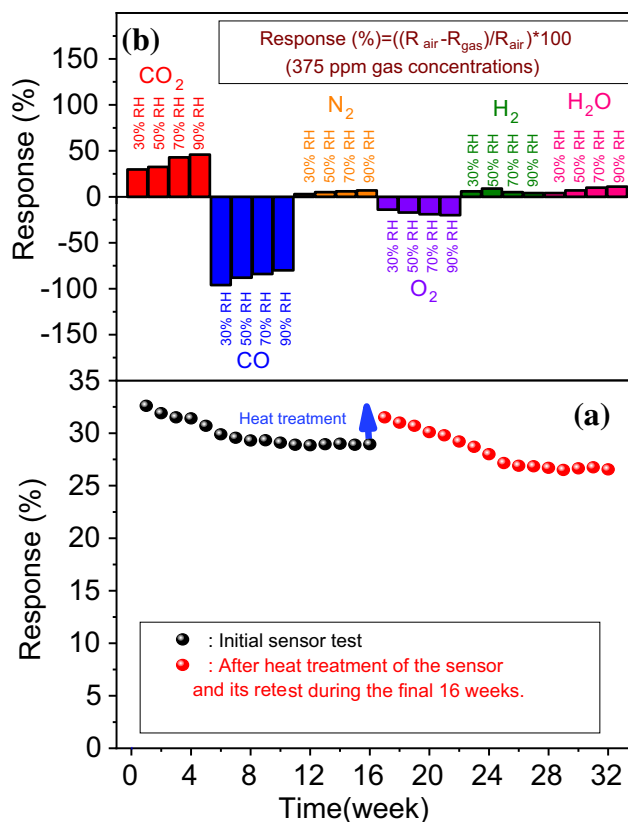 (b)
Response (%)=((R air-Rgas)/Rair)*100
(375 ppm gas concentrations)
CO2
N2
H2
H2O
30% RH
50% RH
70% RH
90% RH
30% RH
50% RH
70% RH
90% RH
30% RH
50% RH
70% RH
90% RH
30% RH
50% RH
70% RH
90% RH
30% RH
50% RH
70% RH
90% RH
30% RH
50% RH
70% RH
90% RH
CO
O2
150
100
50
0
-50
-100
-150
Response (%)
(a)
Heat treatment
35
30
25
20
15
10
5
0
Response (%)
: Initial sensor test
: After heat treatment of the sensor
and its retest during the final 16 weeks.
0 4 8 12 16 20 24 28 32
Time(week)